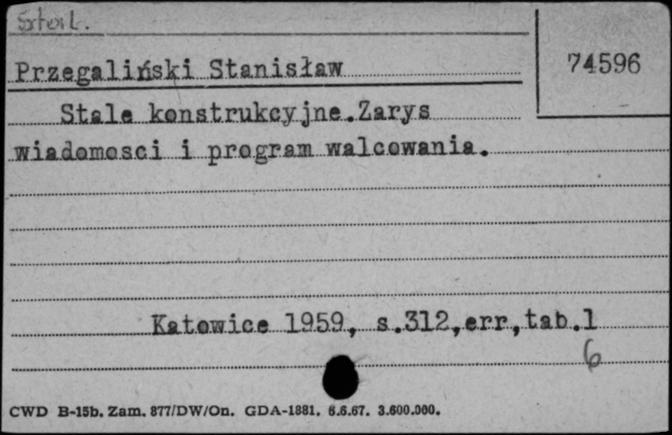 74596
Przegaliński Stanisław
Stale konstrukcyjne.Zarys
wiadomosci i program walcowania.
Katowice 1959, s.312,err,tab.1
6
CWD B-15b. Zam. 877/DW/On. GDA-1881. 6.6.67. 3.600.000.